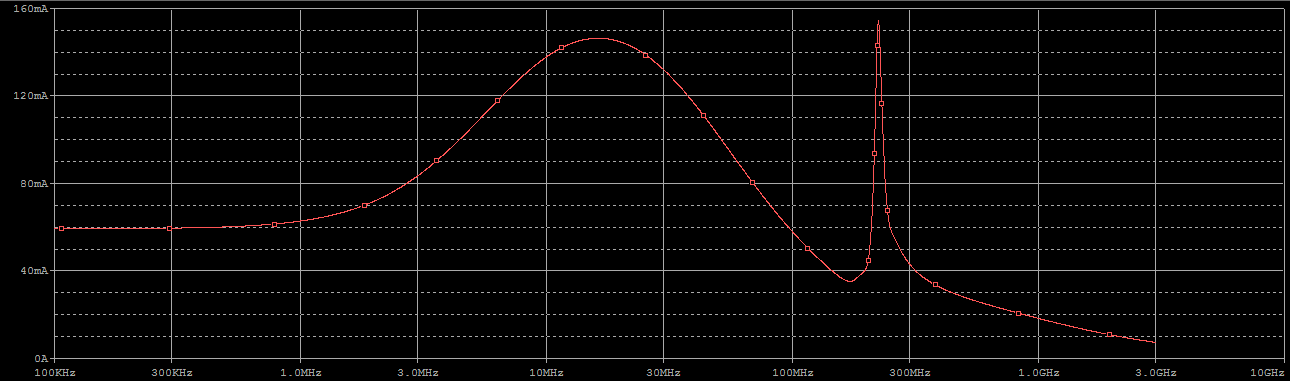 160mA
120mA
80mA
40mA
0A
100KHz 300KHz 1.0MHz 3.0MHz 10MHz 30MHz 100MHz 300MHz 1.0GHz 3.0GHz 10GHz